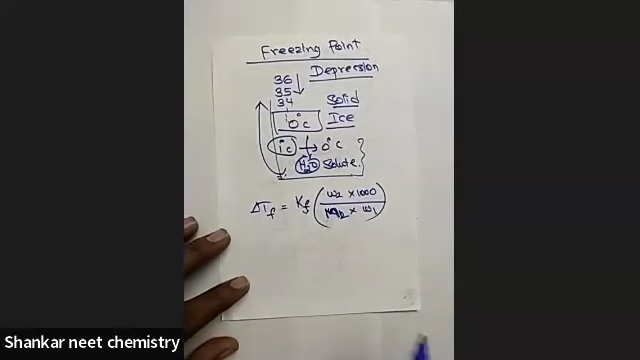 Freezing Point
Depression
36
35
34
Solid
0°c
Ice
1°c → 0°c
H2O Solute.
ΔTf = Kf ( w2 × 1000 / × w1 )
Shankar neet chemistry